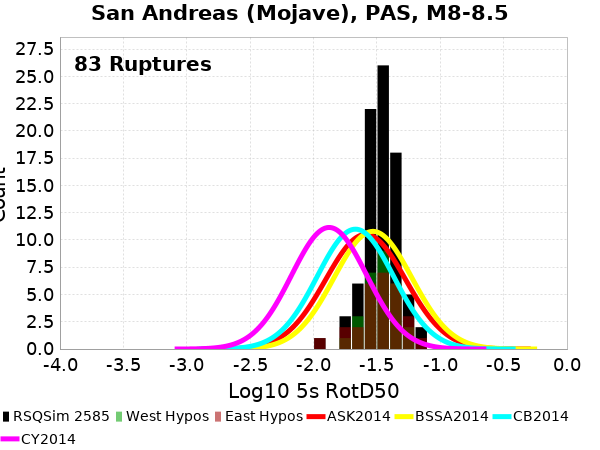 San Andreas (Mojave), PAS, M8-8.5
83 Ruptures
27.5
25.0
22.5
20.0
17.5
15.0
12.5
10.0
7.5
5.0
2.5
0.0
Count
-4.0 -3.5 -3.0 -2.5 -2.0 -1.5 -1.0 -0.5 0.0
Log10 5s RotD50
RSQSim 2585 West Hypos East Hypos ASK2014 BSSA2014 CB2014
CY2014